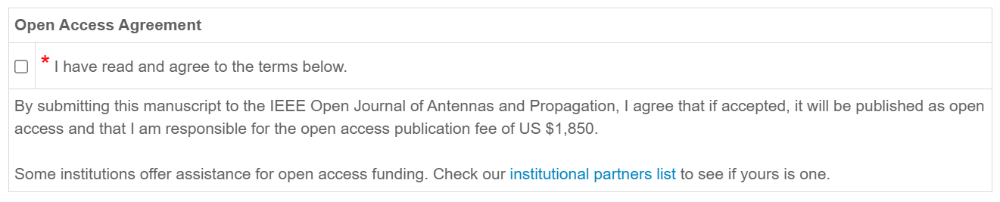 Open Access Agreement
* I have read and agree to the terms below.
By submitting this manuscript to the IEEE Open Journal of Antennas and Propagation, I agree that if accepted, it will be published as open
access and that I am responsible for the open access publication fee of US $1,850.
Some institutions offer assistance for open access funding. Check our institutional partners list to see if yours is one.